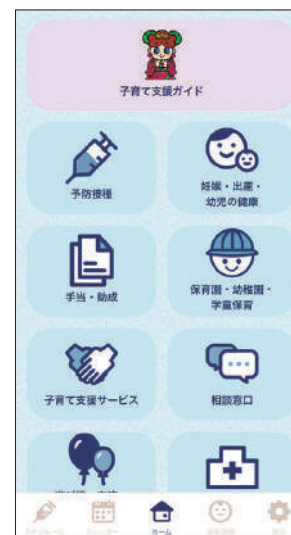 子育て支援ガイド
予防接種
妊娠・出産・
幼児の健康
手当・助成
保育園・幼稚園・
学童保育
子育て支援サービス
相談窓口
ホーム